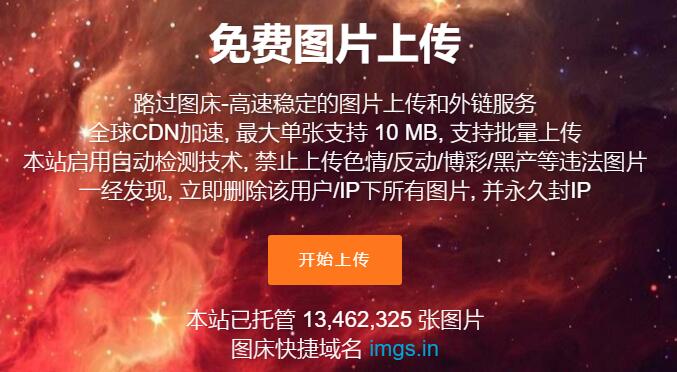 免费图片上传
路过图床-高速稳定的图片上传和外链服务
全球CDN加速, 最大单张支持 10 MB, 支持批量上传
本站启用自动检测技术, 禁止上传色情/反动/博彩/黑产等违法图片
一经发现, 立即删除该用户/IP下所有图片, 并永久封IP
开始上传
本站已托管 13,462,325 张图片
图床快捷域名 imgs.in